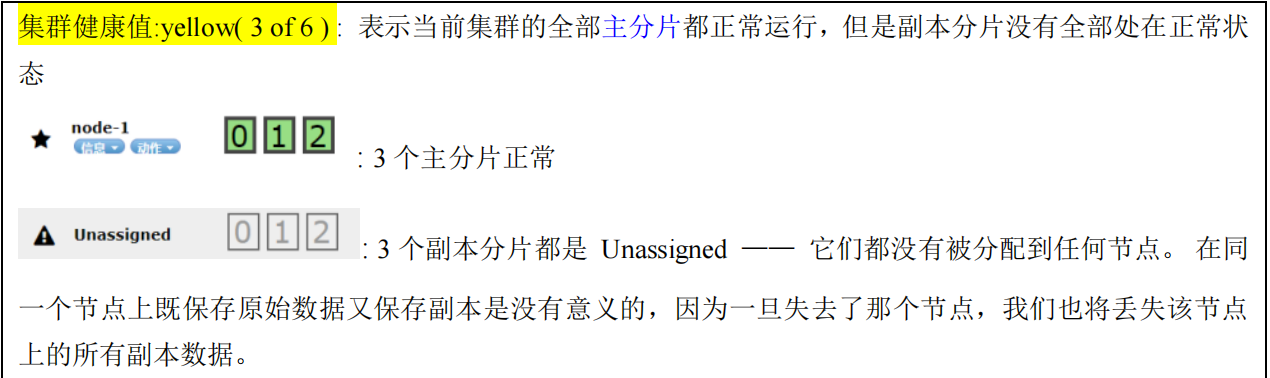 集群健康值:yellow( 3 of 6 ) : 表示当前集群的全部主分片都正常运行，但是副本分片没有全部处在正常状
态
node-1
信息 动作
0 1 2
: 3 个主分片正常
Unassigned
0 1 2
: 3 个副本分片都是 Unassigned —— 它们都没有被分配到任何节点。 在同
一个节点上既保存原始数据又保存副本是没有意义的，因为一旦失去了那个节点，我们也将丢失该节点
上的所有副本数据。